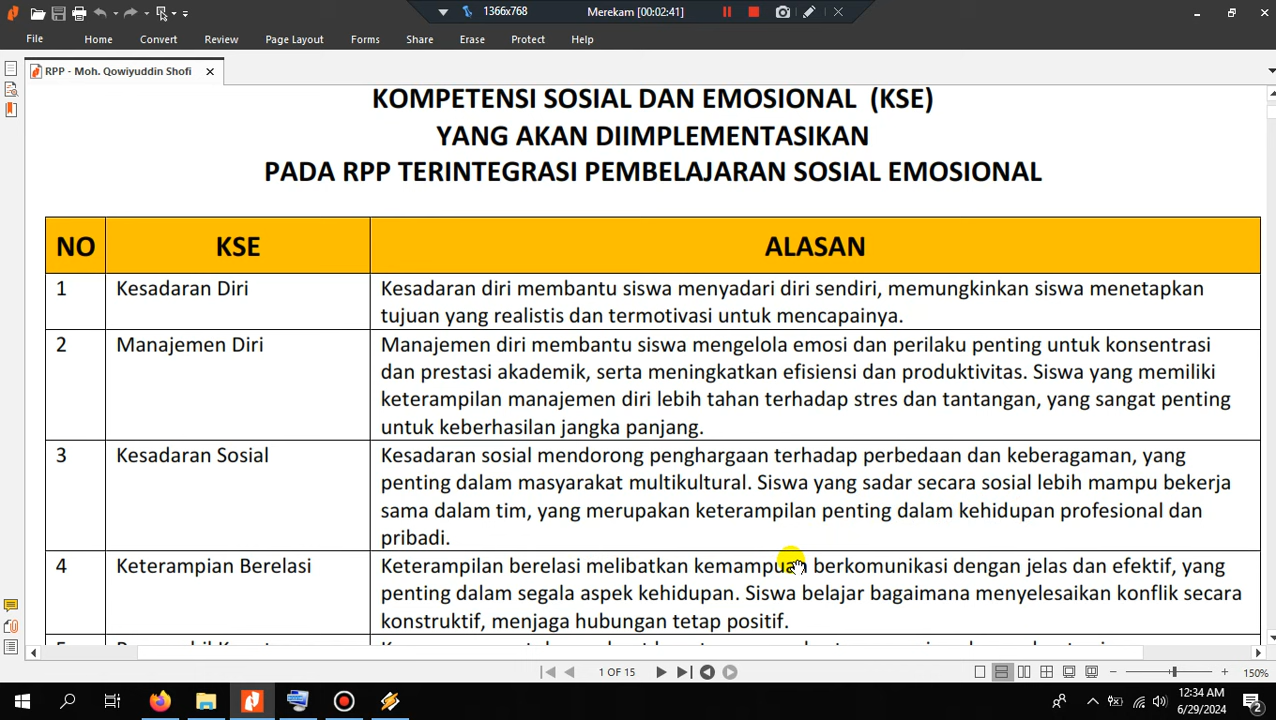 1366x768
Merekam [00:02:41]
File Home Convert Review Page Layout Forms Share Erase Protect Help
RPP - Moh. Qowiyuddin Shofi
KOMPETENSI SOSIAL DAN EMOSIONAL (KSE)
YANG AKAN DIIMPLEMENTASIKAN
PADA RPP TERINTEGRASI PEMBELAJARAN SOSIAL EMOSIONAL
NO KSE ALASAN
1 Kesadaran Diri Kesadaran diri membantu siswa menyadari diri sendiri, memungkinkan siswa menetapkan
tujuan yang realistis dan termotivasi untuk mencapainya.
2 Manajemen Diri Manajemen diri membantu siswa mengelola emosi dan perilaku penting untuk konsentrasi
dan prestasi akademik, serta meningkatkan efisiensi dan produktivitas. Siswa yang memiliki
keterampilan manajemen diri lebih tahan terhadap stres dan tantangan, yang sangat penting
untuk keberhasilan jangka panjang.
3 Kesadaran Sosial Kesadaran sosial mendorong penghargaan terhadap perbedaan dan keberagaman, yang
penting dalam masyarakat multikultural. Siswa yang sadar secara sosial lebih mampu bekerja
sama dalam tim, yang merupakan keterampilan penting dalam kehidupan profesional dan
pribadi.
4 Keterampian Berelasi Keterampilan berelasi melibatkan kemampuan berkomunikasi dengan jelas dan efektif, yang
penting dalam segala aspek kehidupan. Siswa belajar bagaimana menyelesaikan konflik secara
konstruktif, menjaga hubungan tetap positif.
1 OF 15
150%
12:34 AM
6/29/2024
2